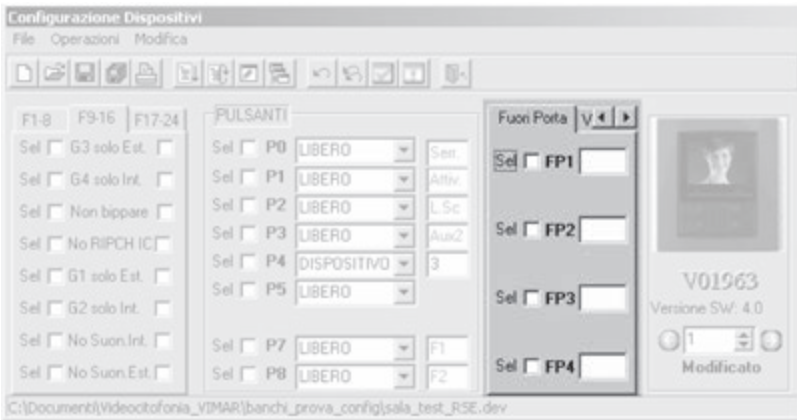 Configurazione Dispositivi
File Operazioni Modifica
F1-8 F9-16 F17-24
Sel G3 solo Est.
Sel G4 solo Int.
Sel Non bippare
Sel No RIPCH IC
Sel G1 solo Est.
Sel G2 solo Int.
Sel No Suon.Int.
Sel No Suon.Est.
PULSANTI
Sel P0 LIBERO Serr.
Sel P1 LIBERO Attiv.
Sel P2 LIBERO L.Sc
Sel P3 LIBERO Aux2
Sel P4 DISPOSITIVO 3
Sel P5 LIBERO
Sel P7 LIBERO F1
Sel P8 LIBERO F2
Fuori Porta V
Sel FP1
Sel FP2
Sel FP3
Sel FP4
V01963
Versione SW: 4.0
1
Modificato
C:\Documenti\Videocitofonia_VIMAR\banchi_prova_config\sala_test_RSE.dev